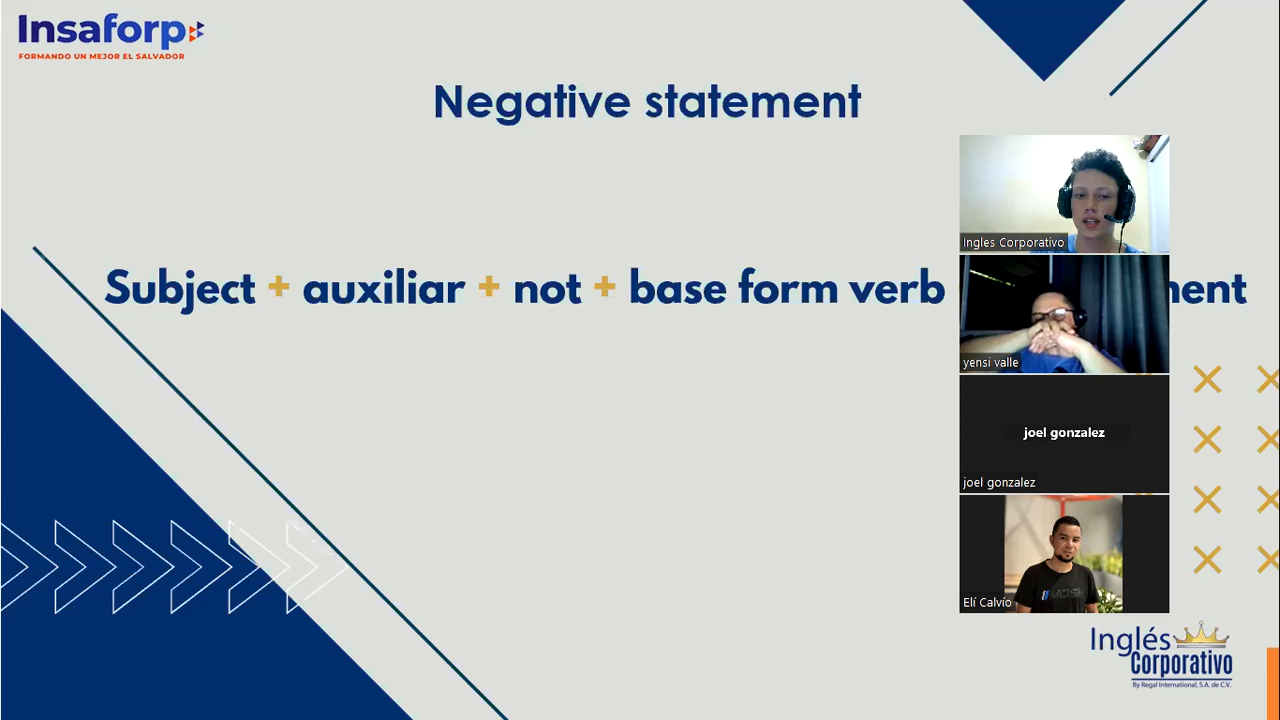 Insaforp
FORMANDO UN MEJOR EL SALVADOR
Negative statement
Subject + auxiliar + not + base form verb
Ingles Corporativo
yensi valle
joel gonzalez
joel gonzalez
Elí Calvío
Inglés
Corporativo
By Regal International, S.A. de C.V.